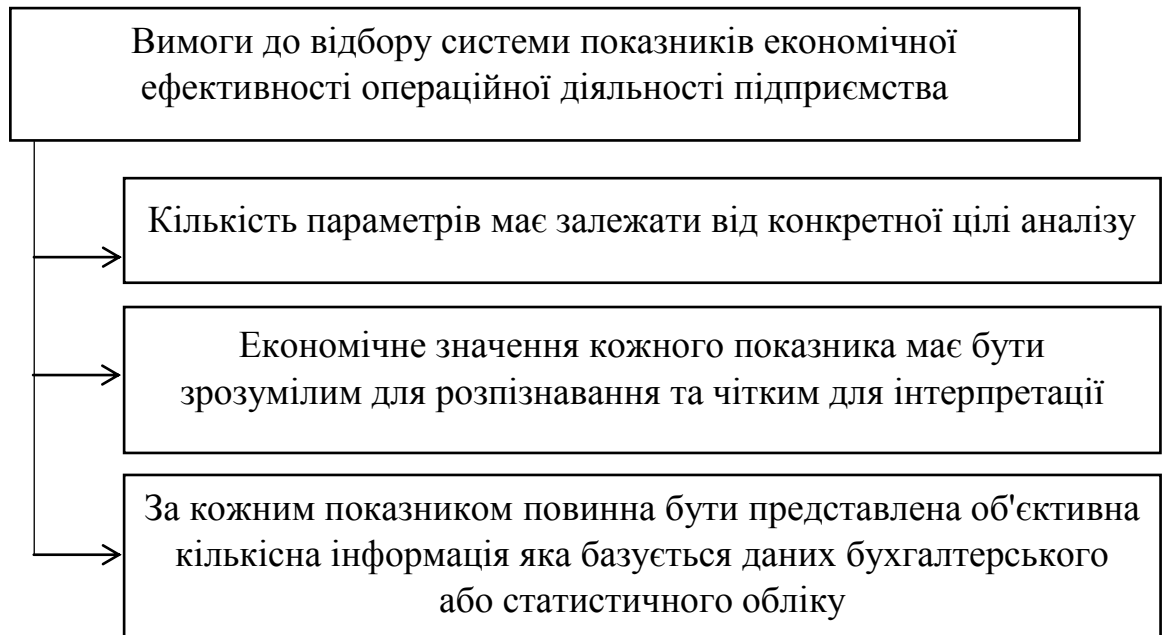 Вимоги до відбору системи показників економічної
ефективності операційної діяльності підприємства
Кількість параметрів має залежати від конкретної цілі аналізу
Економічне значення кожного показника має бути
зрозумілим для розпізнавання та чітким для інтерпретації
За кожним показником повинна бути представлена об'єктивна
кількісна інформація яка базується даних бухгалтерського
або статистичного обліку